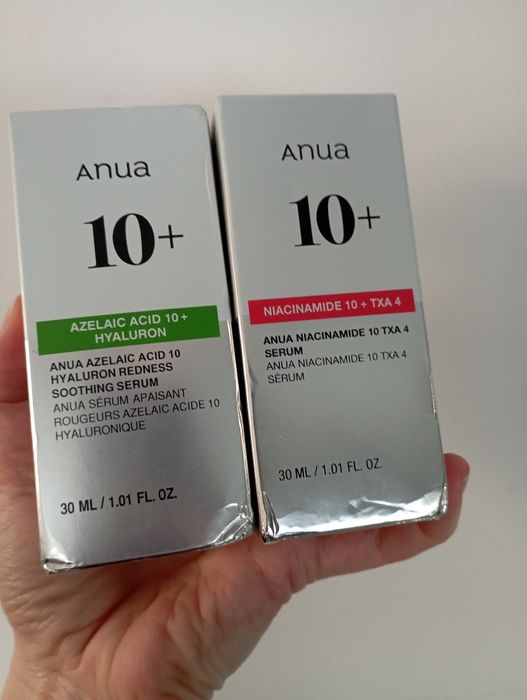 Anua
10+
AZELAIC ACID 10 +
HYALURON
ANUA AZELAIC ACID 10
HYALURON REDNESS
SOOTHING SERUM
ANUA SÉRUM APAISANT
ROUGEURS AZELAIC ACIDE 10
HYALURONIQUE
30 ML / 1.01 FL. OZ.
Anua
10+
NIACINAMIDE 10 + TXA 4
ANUA NIACINAMIDE 10 TXA 4
SERUM
ANUA NIACINAMIDE 10 TXA 4
SÉRUM
30 ML / 1.01 FL. OZ.